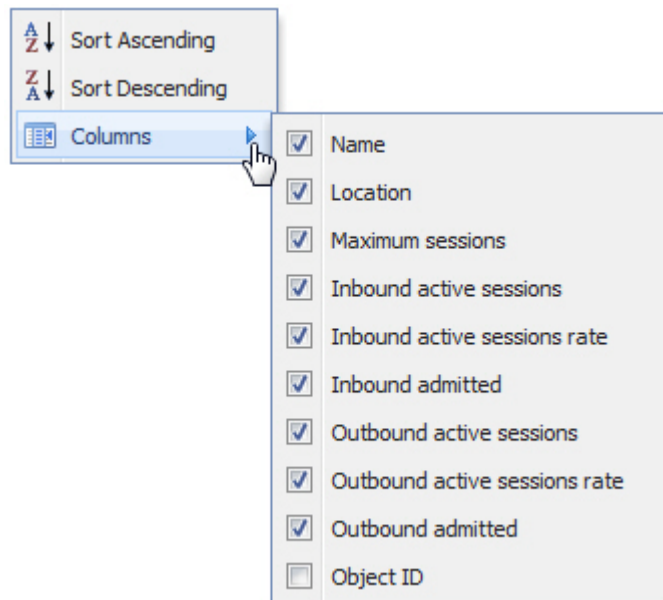 Sort Ascending
Sort Descending
Columns
Name
Location
Maximum sessions
Inbound active sessions
Inbound active sessions rate
Inbound admitted
Outbound active sessions
Outbound active sessions rate
Outbound admitted
Object ID